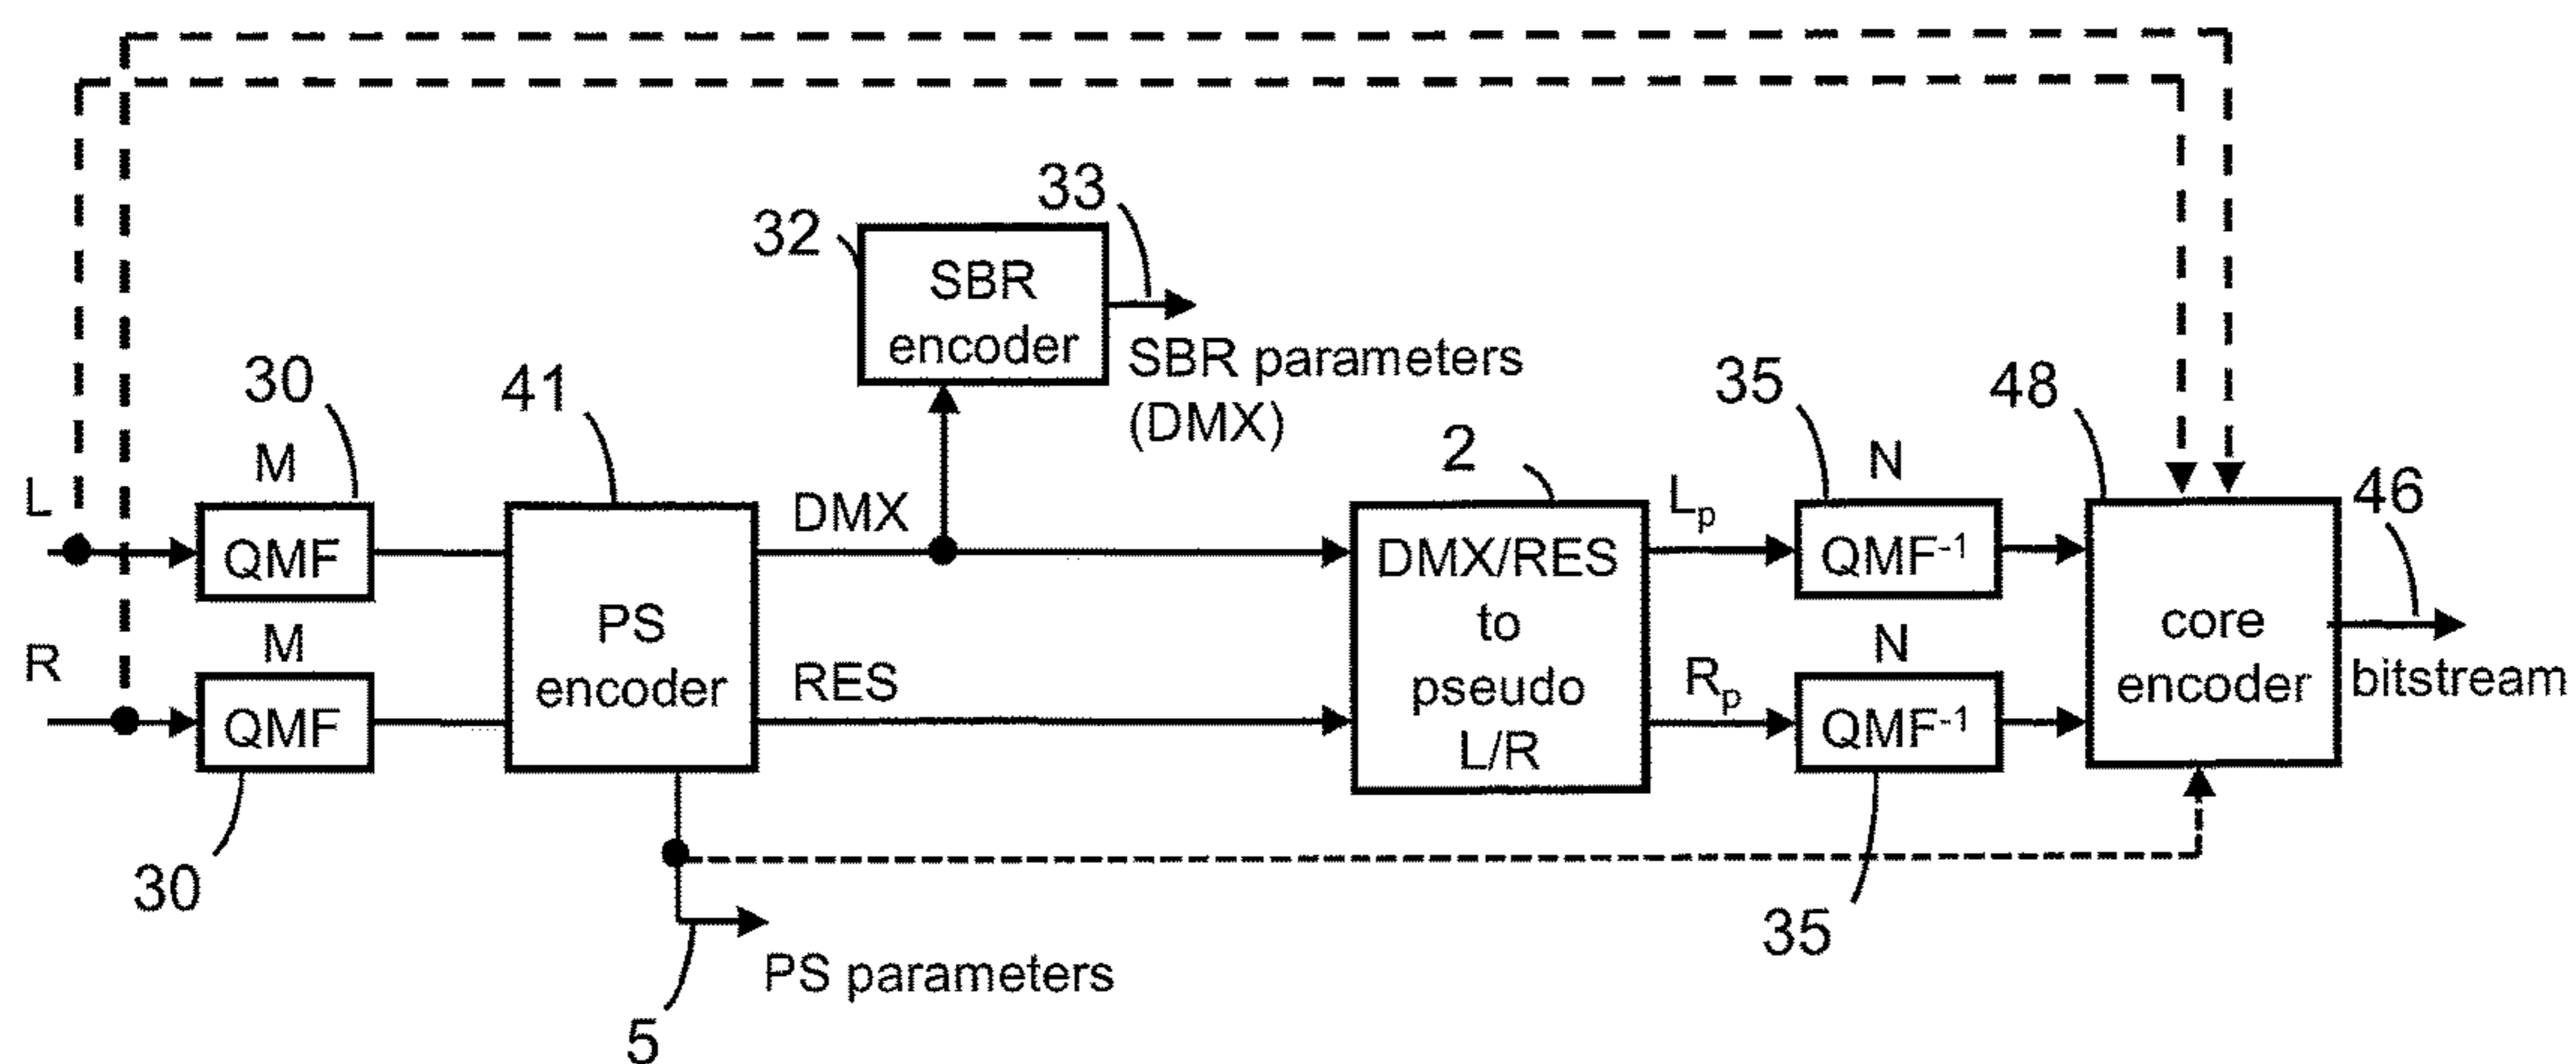 33
32
SBR
encoder
SBR parameters
(DMX)
30
41
35
48
M
2
N
46
L
QMF
DMX
L_p
QMF⁻¹
DMX/RES
to
pseudo
L/R
PS
encoder
core
encoder
bitstream
R
M
QMF
RES
R_p
N
QMF⁻¹
30
35
PS parameters
5